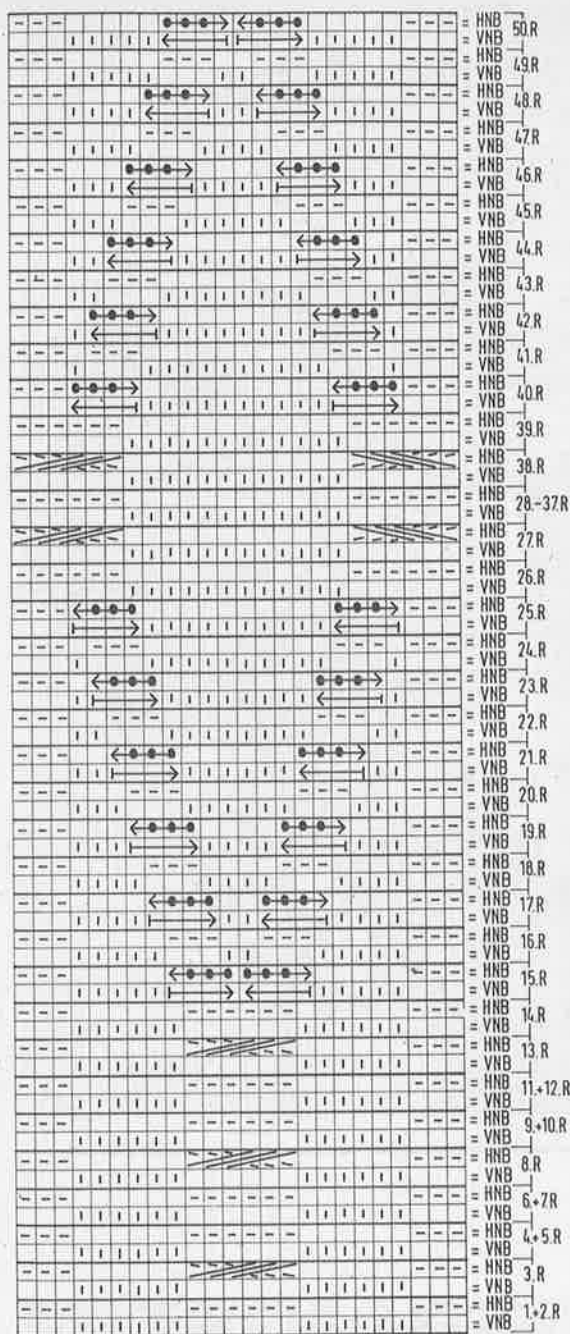 = HNB
50.R
= VNB
= HNB
49.R
= VNB
= HNB
48.R
= VNB
= HNB
47.R
= VNB
= HNB
46.R
= VNB
= HNB
45.R
= VNB
= HNB
44.R
= VNB
= HNB
43.R
= VNB
= HNB
42.R
= VNB
= HNB
41.R
= VNB
= HNB
40.R
= VNB
= HNB
39.R
= VNB
= HNB
38.R
= VNB
= HNB
28.-37.R
= VNB
= HNB
27.R
= VNB
= HNB
26.R
= VNB
= HNB
25.R
= VNB
= HNB
24.R
= VNB
= HNB
23.R
= VNB
= HNB
22.R
= VNB
= HNB
21.R
= VNB
= HNB
20.R
= VNB
= HNB
19.R
= VNB
= HNB
18.R
= VNB
= HNB
17.R
= VNB
= HNB
16.R
= VNB
= HNB
15.R
= VNB
= HNB
14.R
= VNB
= HNB
13.R
= VNB
= HNB
11.+12.R
= VNB
= HNB
9.+10.R
= VNB
= HNB
8.R
= VNB
= HNB
6.+7.R
= VNB
= HNB
4.+5.R
= VNB
= HNB
3.R
= VNB
= HNB
1.+2.R
= VNB